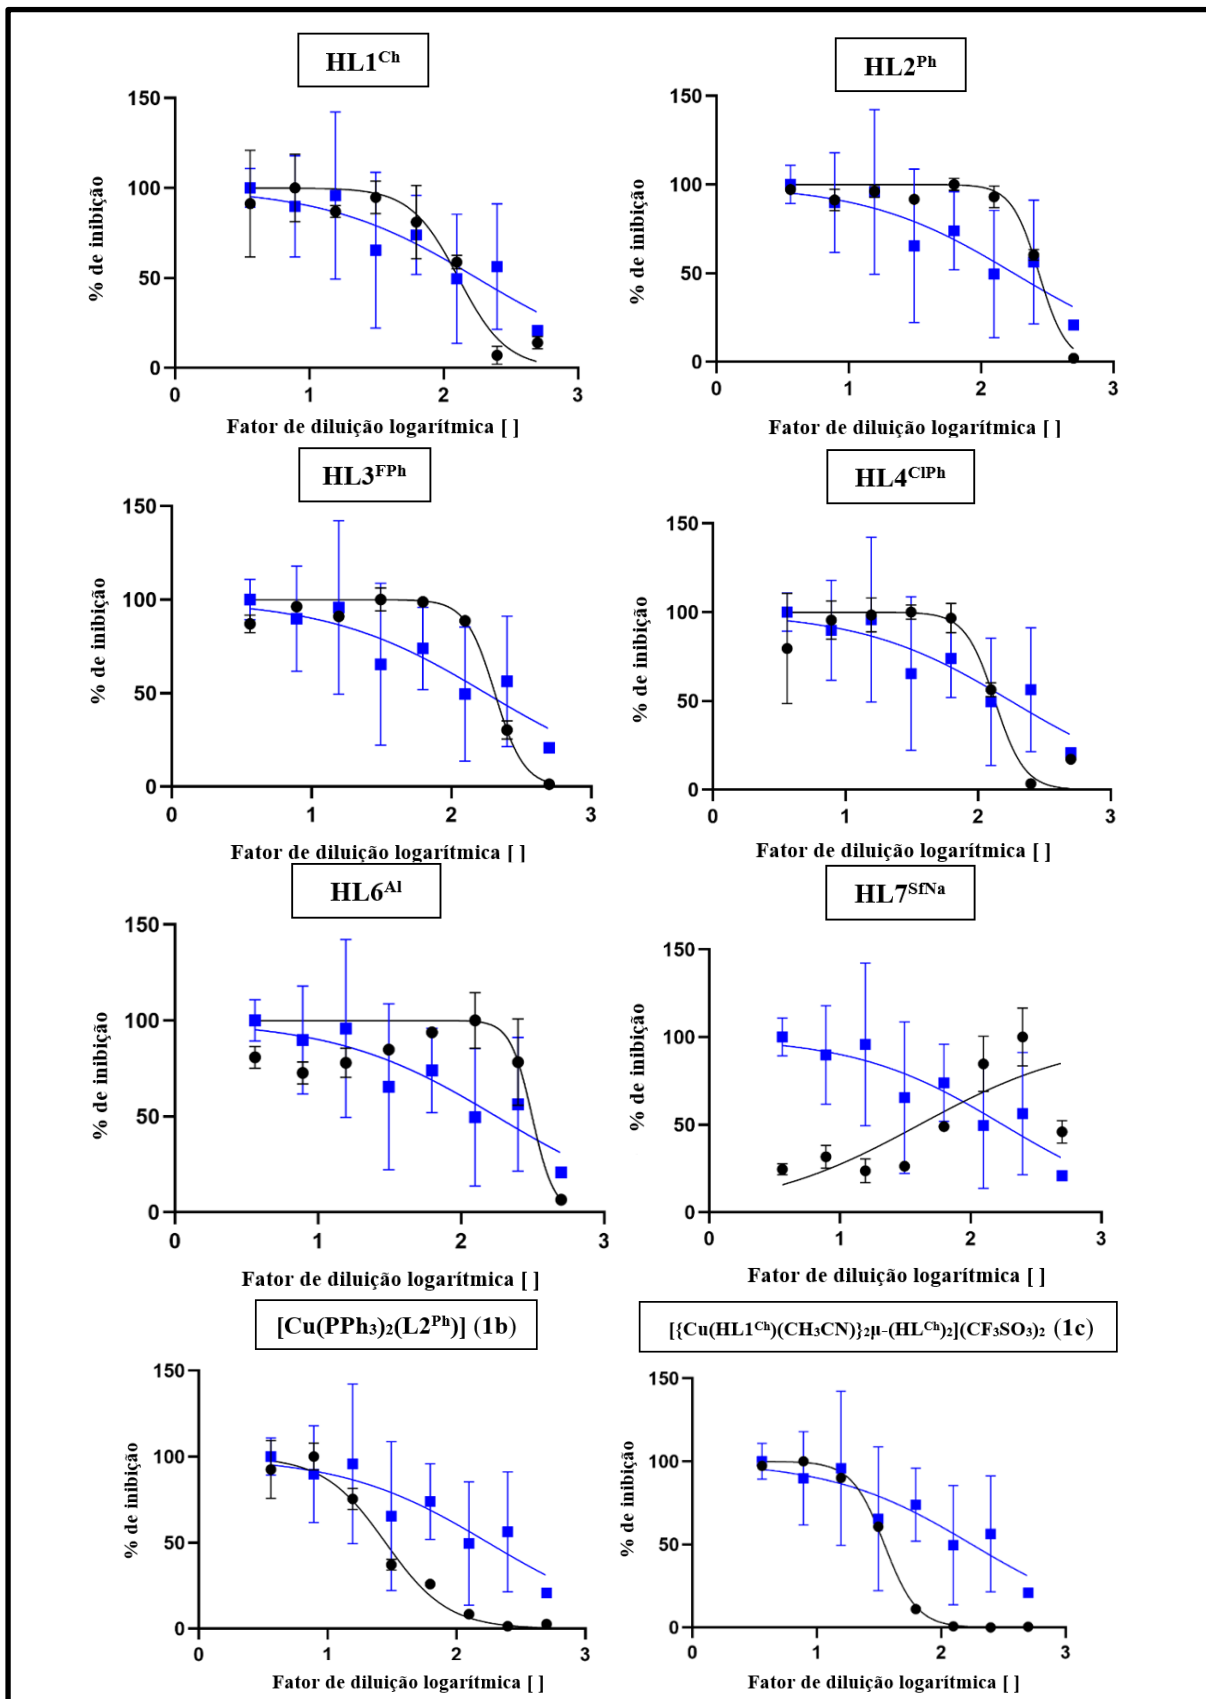 HL1ᶜʰ
HL2ᴾʰ
150
100
50
0
0 1 2 3
% de inibição
Fator de diluição logarítmica [ ]
150
100
50
0
0 1 2 3
% de inibição
Fator de diluição logarítmica [ ]
HL3ᶠᴾʰ
HL4ᶜˡᴾʰ
150
100
50
0
0 1 2 3
% de inibição
Fator de diluição logarítmica [ ]
150
100
50
0
0 1 2 3
% de inibição
Fator de diluição logarítmica [ ]
HL6ᴬˡ
HL7ˢᶠᴺᵃ
150
100
50
0
0 1 2 3
% de inibição
Fator de diluição logarítmica [ ]
150
100
50
0
0 1 2 3
% de inibição
Fator de diluição logarítmica [ ]
[Cu(PPh₃)₂(L2ᴾʰ)] (1b)
[{Cu(HL1ᶜʰ)(CH₃CN)}₂μ-(HLᶜʰ)₂](CF₃SO₃)₂ (1c)
150
100
50
0
0 1 2 3
% de inibição
Fator de diluição logarítmica [ ]
150
100
50
0
0 1 2 3
% de inibição
Fator de diluição logarítmica [ ]